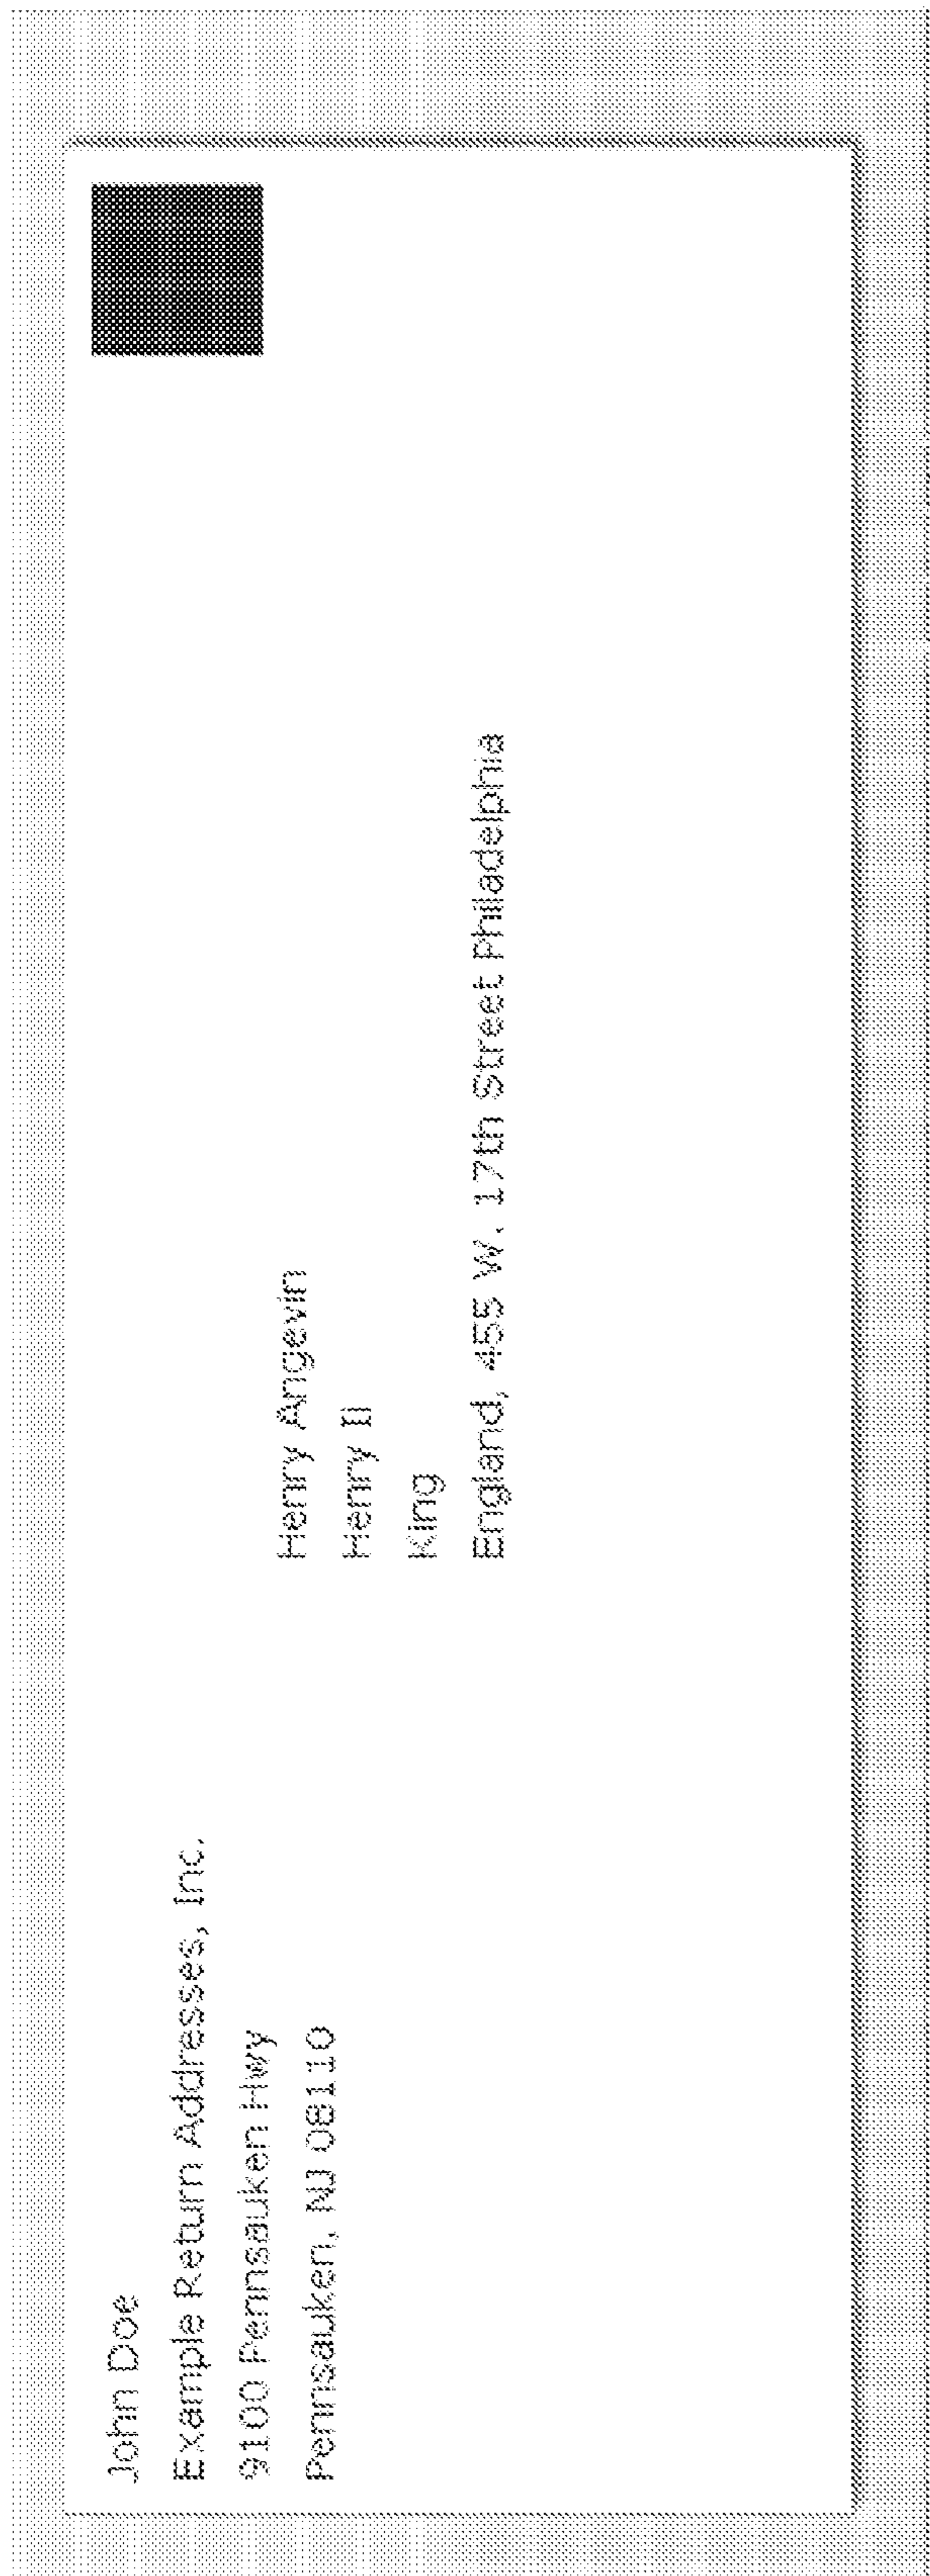 John Doe
Example Return Addresses, Inc.
9100 Pennsauken Hwy
Pennsauken, NJ 08110
Henry Angevin
Henry II
King
England, 455 W. 17th Street Philadelphia